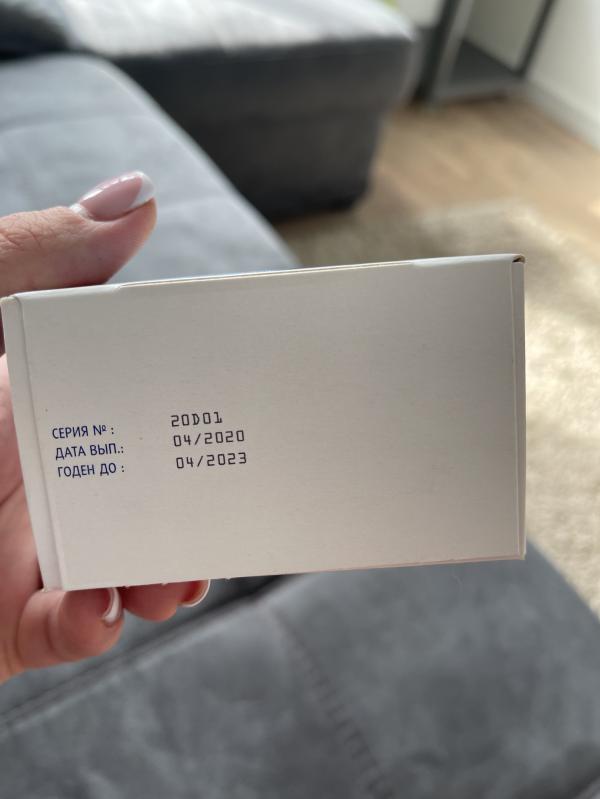 СЕРИЯ № : 20D01
ДАТА ВЫП.: 04/2020
ГОДЕН ДО : 04/2023